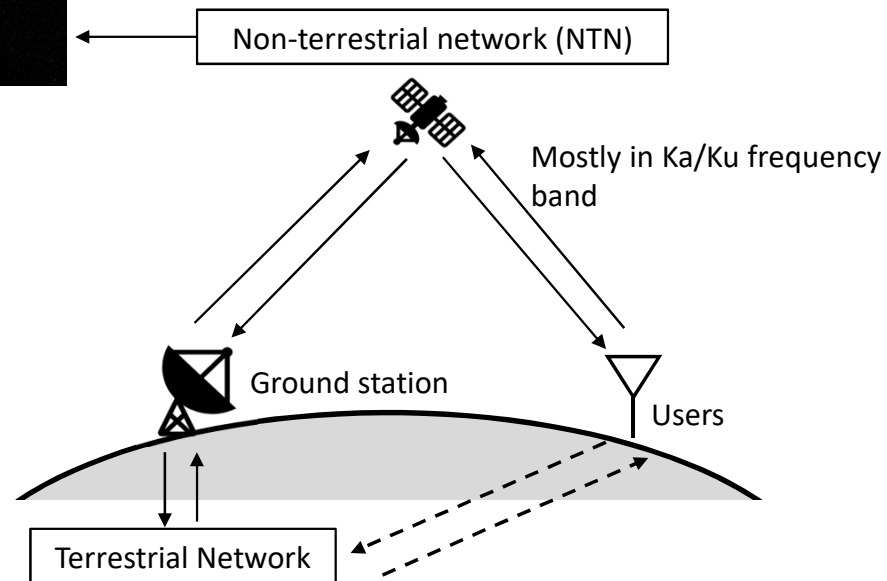 Non-terrestrial network (NTN)
Mostly in Ka/Ku frequency
band
Ground station
Users
Terrestrial Network